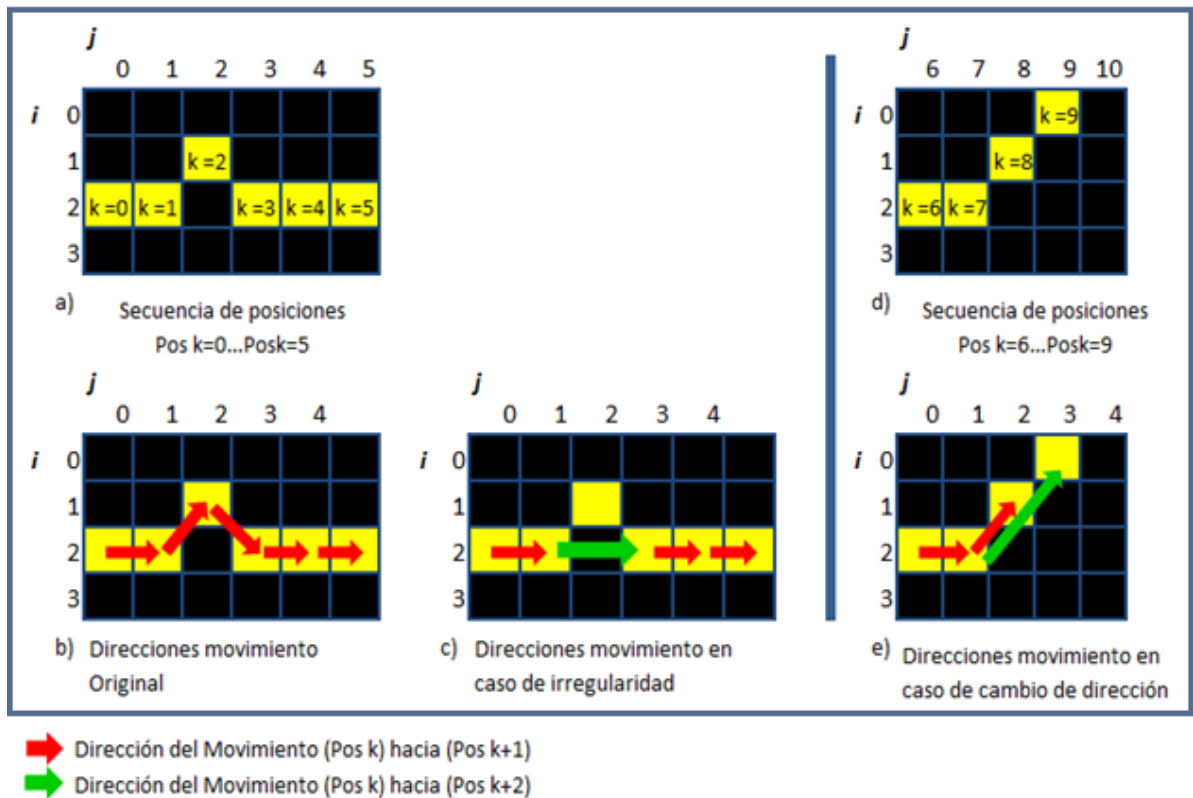 j j
0 1 2 3 4 5 6 7 8 9 10
i 0 i 0 k =9
1 k =2 1 k =8
2 k =0 k =1 k =3 k =4 k =5 2 k =6 k =7
3 3
a) Secuencia de posiciones
Pos k=0...Posk=5
d) Secuencia de posiciones
Pos k=6...Posk=9
j j j
0 1 2 3 4 0 1 2 3 4 0 1 2 3 4
i 0 i 0 i 0
1 1 1
2 2 2
3 3 3
b) Direcciones movimiento
Original
c) Direcciones movimiento en
caso de irregularidad
e) Direcciones movimiento en
caso de cambio de dirección
Dirección del Movimiento (Pos k) hacia (Pos k+1)
Dirección del Movimiento (Pos k) hacia (Pos k+2)